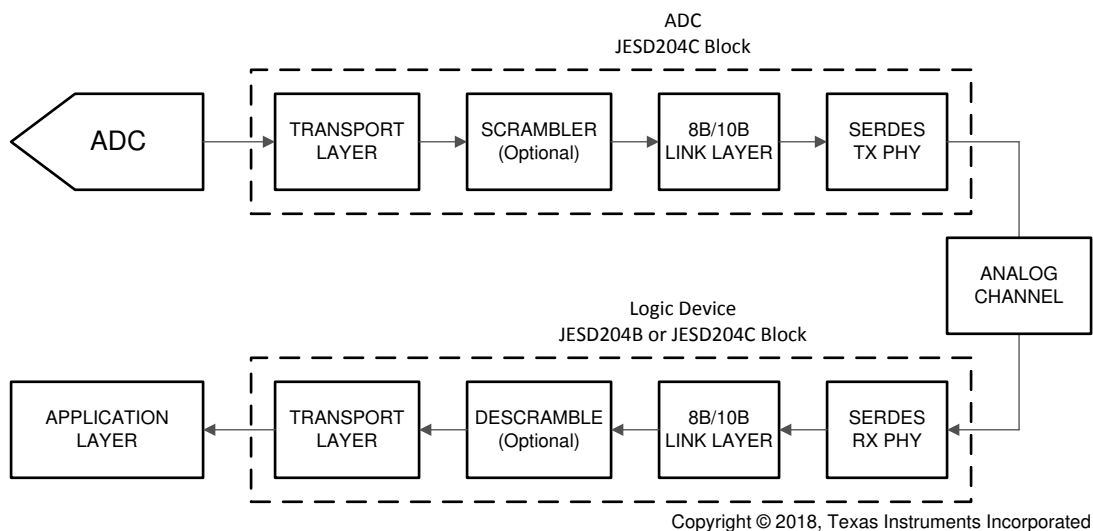 ADC
JESD204C Block
ADC
TRANSPORT
LAYER
SCRAMBLER
(Optional)
8B/10B
LINK LAYER
SERDES
TX PHY
ANALOG
CHANNEL
Logic Device
JESD204B or JESD204C Block
APPLICATION
LAYER
TRANSPORT
LAYER
DESCRAMBLE
(Optional)
8B/10B
LINK LAYER
SERDES
RX PHY
Copyright © 2018, Texas Instruments Incorporated